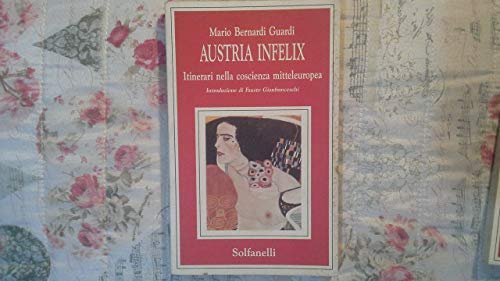 Mario Bernardi Guardi
AUSTRIA INFELIX
Itinerari nella coscienza mitteleuropea
Introduzione di Fausto Gianfranceschi
Solfanelli